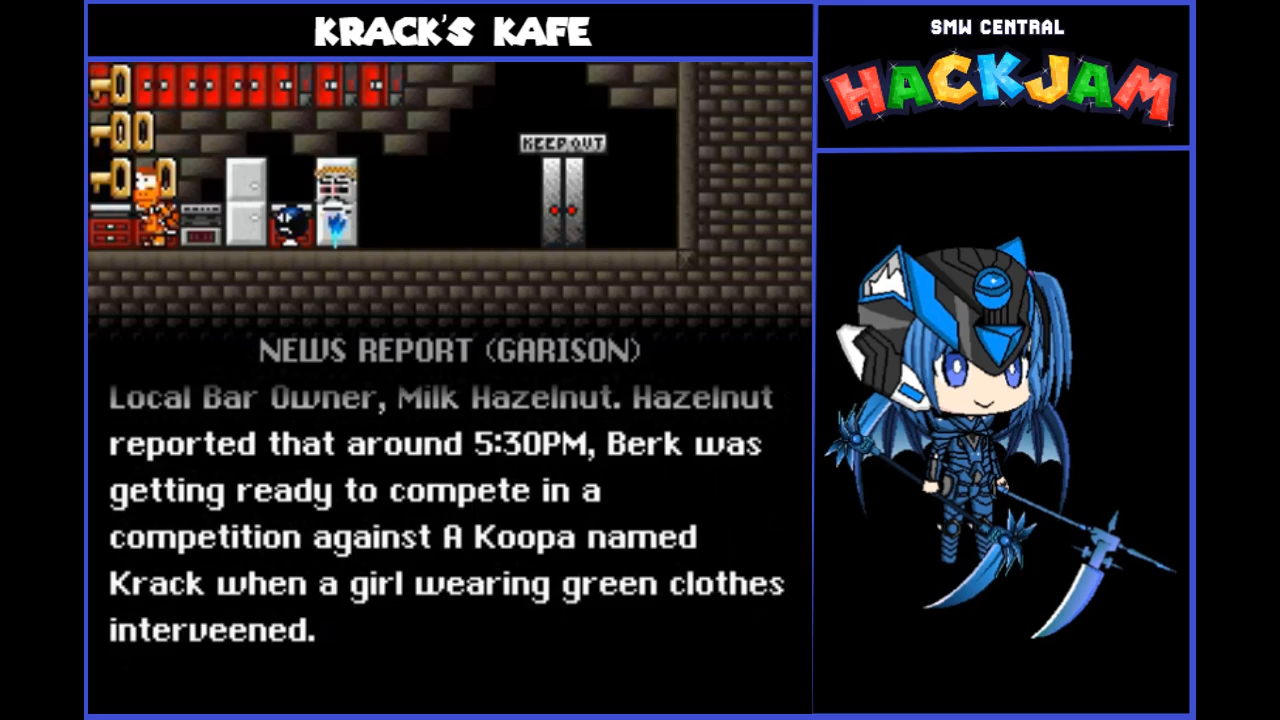 KRACK'S KAFE
SMW CENTRAL
HACKJAM
KEEP OUT
NEWS REPORT (GARISON)
Local Bar Owner, Milk Hazelnut. Hazelnut
reported that around 5:30PM, Berk was
getting ready to compete in a
competition against A Koopa named
Krack when a girl wearing green clothes
interveened.